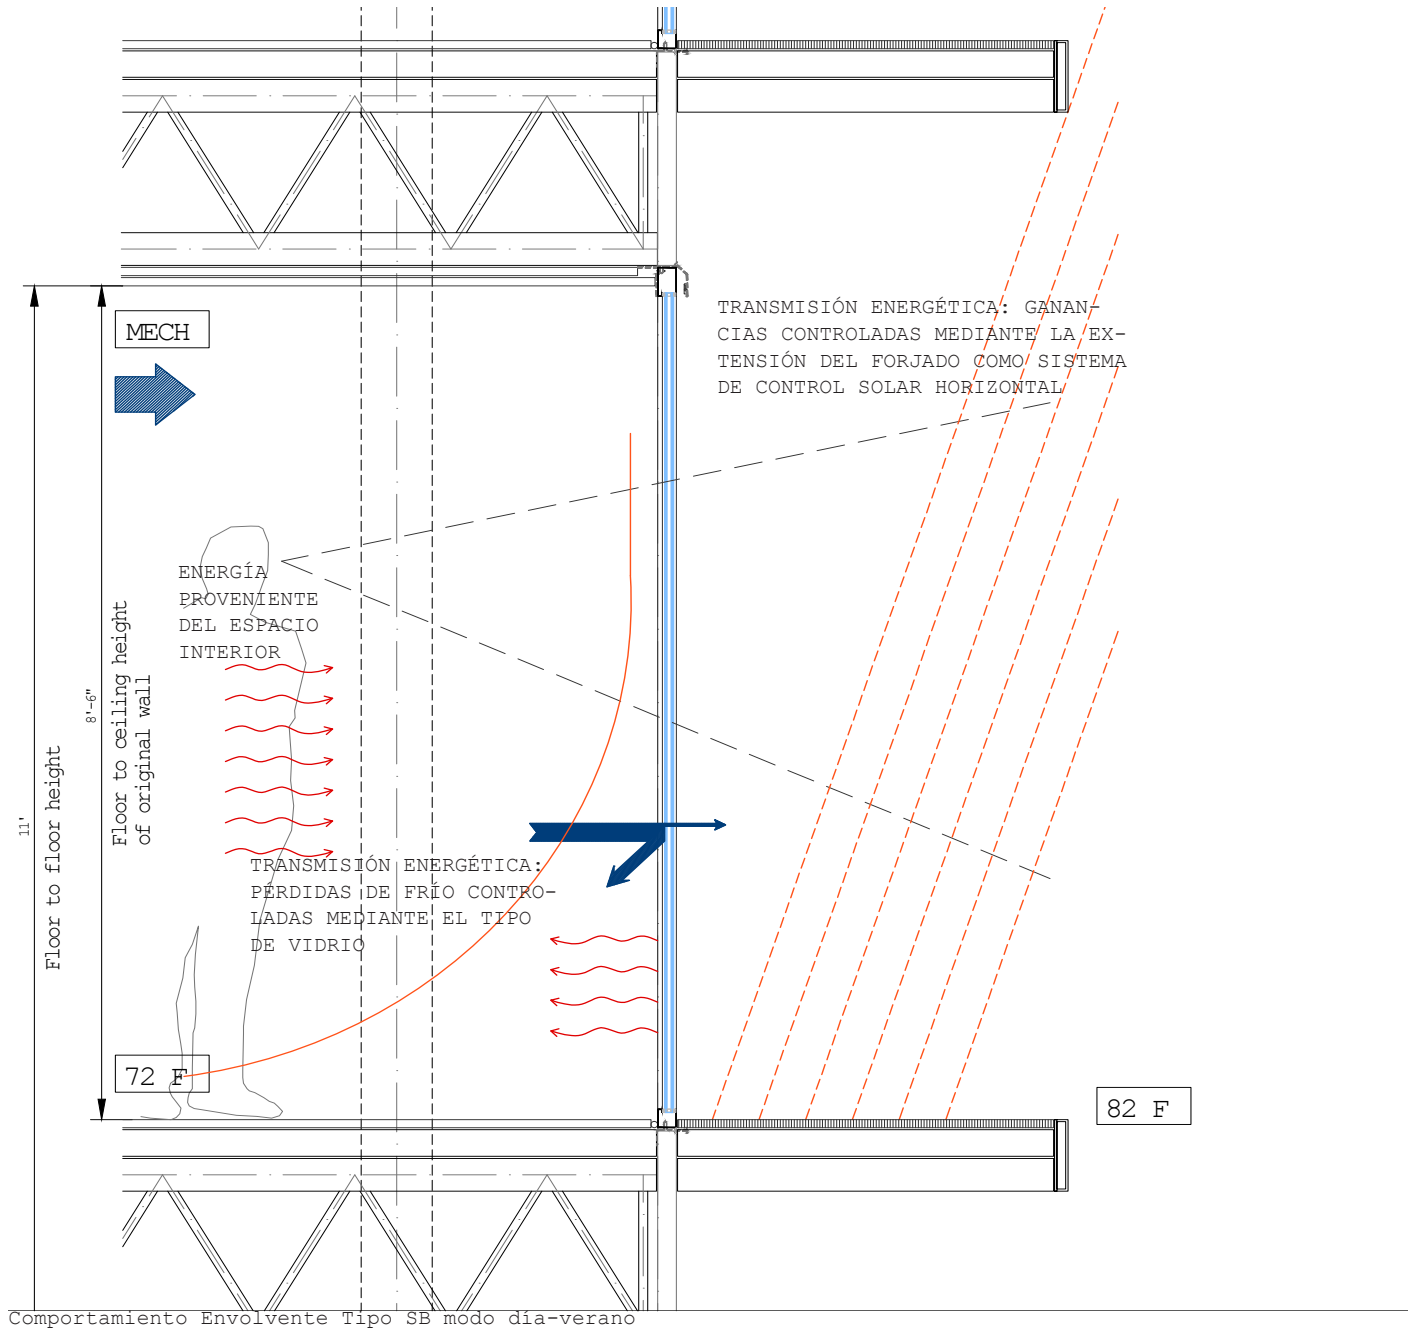 MECH
TRANSMISIÓN ENERGÉTICA: GANAN-
CIAS CONTROLADAS MEDIANTE LA EX-
TENSIÓN DEL FORJADO COMO SISTEMA
DE CONTROL SOLAR HORIZONTAL
ENERGÍA
PROVENIENTE
DEL ESPACIO
INTERIOR
11'
Floor to floor height
8'-6"
Floor to ceiling height
of original wall
TRANSMISIÓN ENERGÉTICA:
PÉRDIDAS DE FRÍO CONTRO-
LADAS MEDIANTE EL TIPO
DE VIDRIO
72 F
82 F
Comportamiento Envolvente Tipo SB modo día-verano